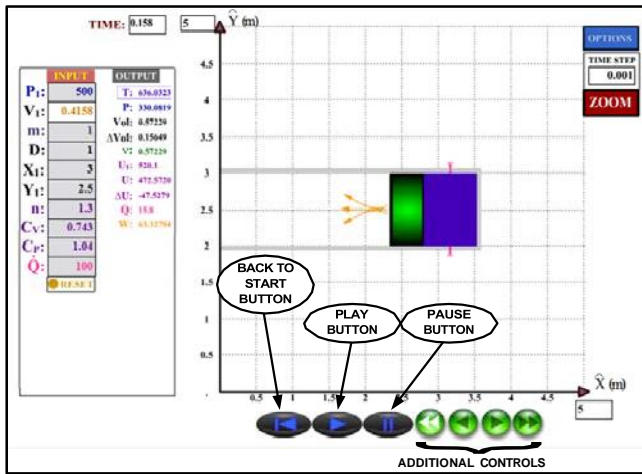 TIME: 0.158
5
Ŷ (m)
OPTIONS
TIME STEP
0.001
ZOOM
INPUT
P₁: 500
V₁: 0.4158
m: 1
D: 1
X₁: 3
Y₁: 2.5
n: 1.3
Cᵥ: 0.743
Cₚ: 1.04
Q̇: 100
RESET
OUTPUT
T: 636.0323
P: 330.0819
Vol: 0.57229
ΔVol: 0.15649
v: 0.57229
U₁: 520.1
U: 472.5720
ΔU: -47.5279
Q: 15.8
W: 63.32794
4.5
4
3.5
3
2.5
2
1.5
1
0.5
0.5 1 1.5 2 2.5 3 3.5 4 4.5
X̂ (m)
5
BACK TO
START
BUTTON
PLAY
BUTTON
PAUSE
BUTTON
ADDITIONAL CONTROLS